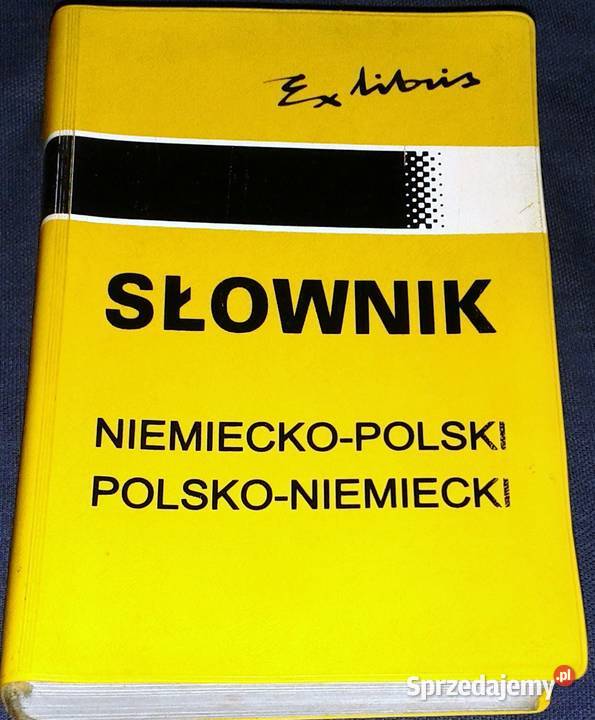 Ex libris
SŁOWNIK
NIEMIECKO-POLSKI
POLSKO-NIEMIECKI
Sprzedajemy.pl